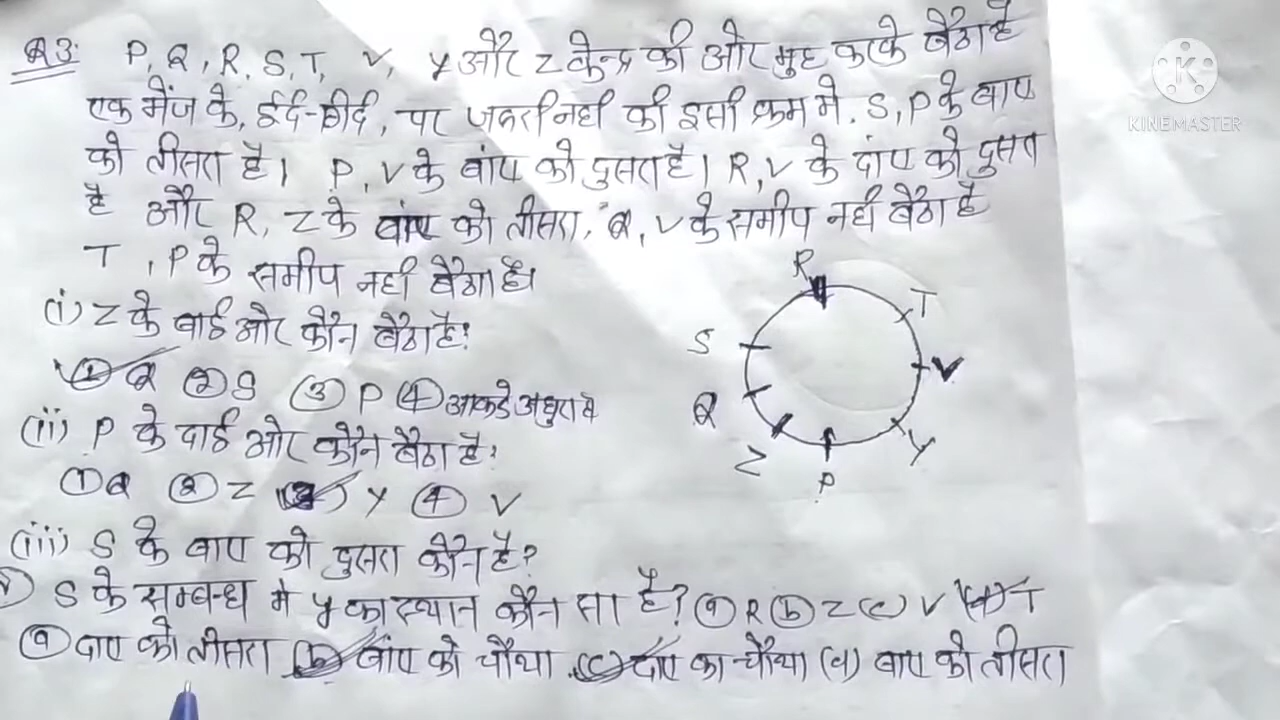 Q3: P, Q, R, S, T, V, Y और Z केन्द्र की ओर मुह करके बैठा है
एक मेंज के, ईर्द-र्बीद, पर जरुरी नही की इसी क्रम मे. S, P के बाए
को तीसरा है। P, V के बांए को दुसरा है। R, V के दांए को दुसरा
है और R, Z के बांए को तीसरा, Q, V के समीप नही बैठा है
T, P के समीप नही बैठा है।
(i) Z के बाई ओर कौन बैठा है?
① Q ② S ③ P ④ आकडे अधुरा है
(ii) P के दाई ओर कौन बैठा है?
① Q ② Z ③ Y ④ V
(iii) S के बाए को दुसरा कौन है?
S के सम्बन्ध मे Y का स्थान कौन सा है? ⓐ R ⓑ Z ⓒ V ⓓ T
ⓐ दाए को तीसरा ⓑ बांए को चौथा ⓒ दांए का चौथा (d) बाए को तीसरा
R
T
S
V
Q
Z
P
Y
K
KINEMASTER